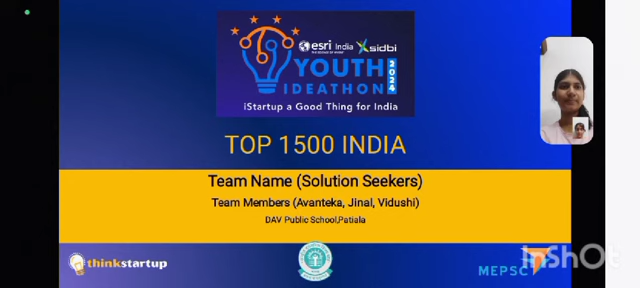 esri India
sidbi
YOUTH
IDEATHON
2024
iStartup a Good Thing for India
TOP 1500 INDIA
Team Name (Solution Seekers)
Team Members (Avanteka, Jinal, Vidushi)
DAV Public School,Patiala
thinkstartup
MEPSC
InShOt